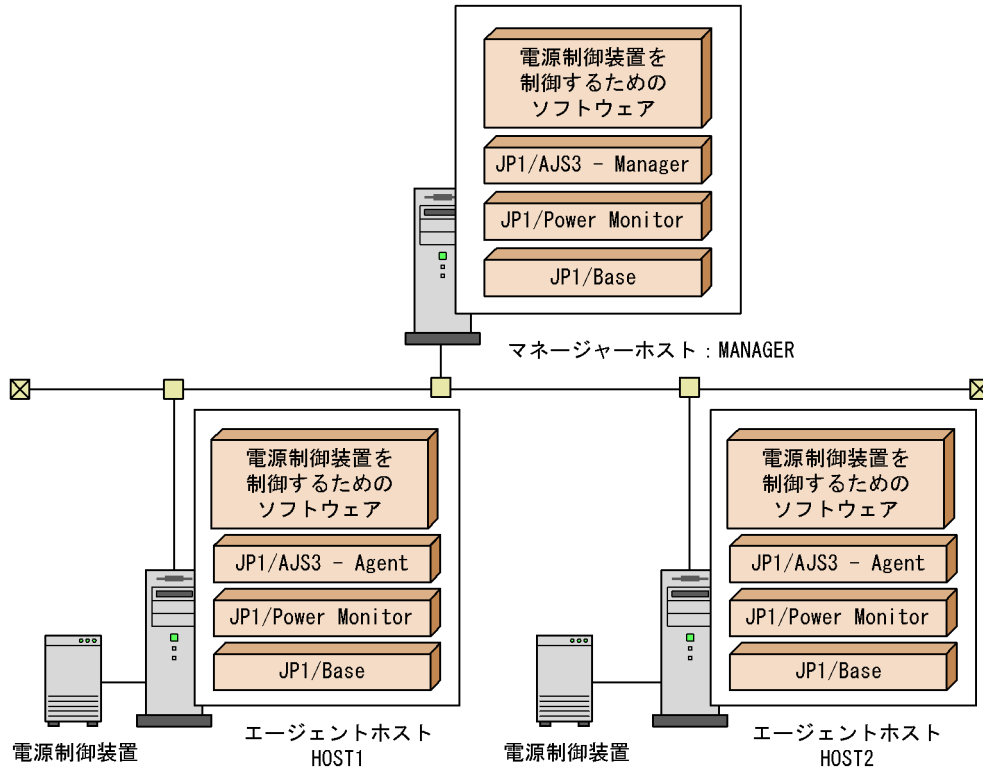 電源制御装置を
制御するための
ソフトウェア
JP1/AJS3 - Manager
JP1/Power Monitor
JP1/Base
マネージャーホスト：MANAGER
電源制御装置を
制御するための
ソフトウェア
JP1/AJS3 - Agent
JP1/Power Monitor
JP1/Base
電源制御装置
エージェントホスト
HOST1
電源制御装置を
制御するための
ソフトウェア
JP1/AJS3 - Agent
JP1/Power Monitor
JP1/Base
電源制御装置
エージェントホスト
HOST2